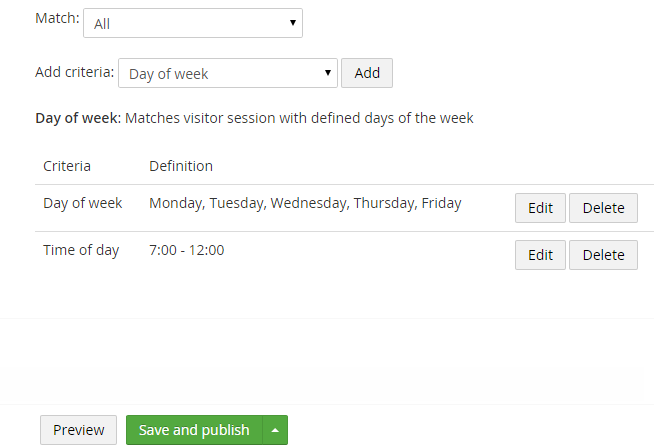 Match: All
Add criteria: Day of week Add
Day of week: Matches visitor session with defined days of the week
Criteria Definition
Day of week Monday, Tuesday, Wednesday, Thursday, Friday Edit Delete
Time of day 7:00 - 12:00 Edit Delete
Preview Save and publish